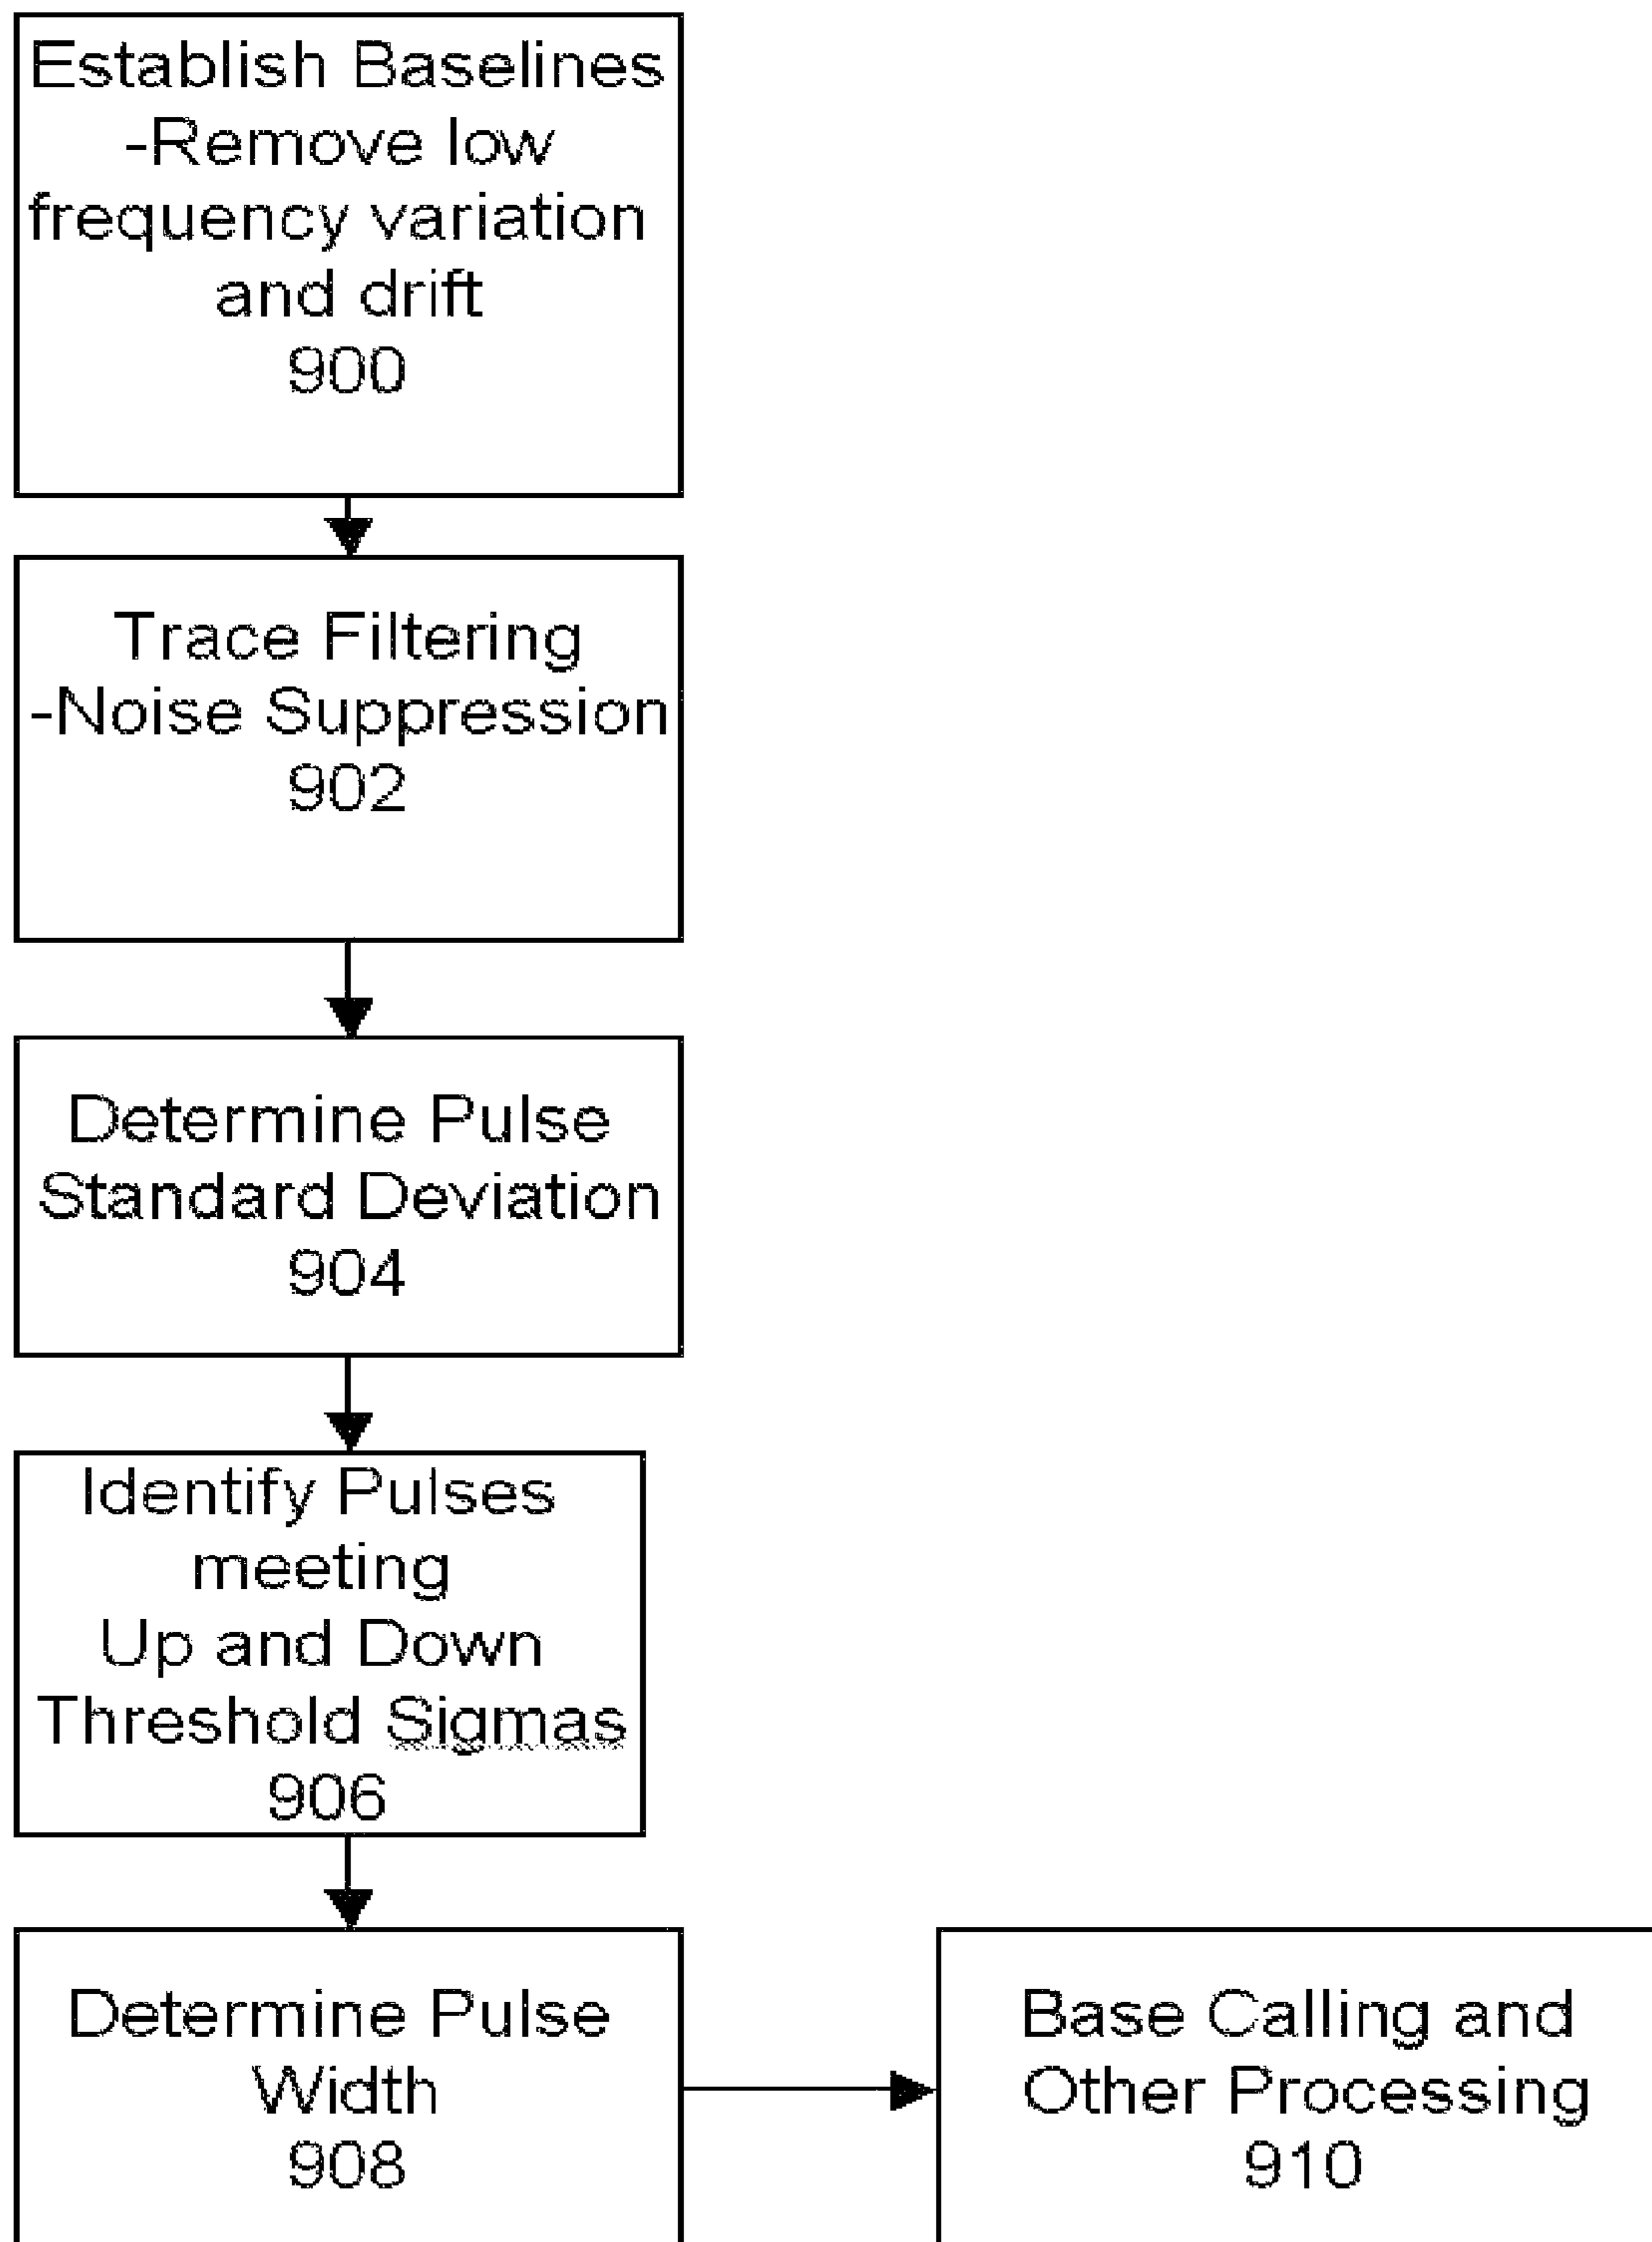 Establish Baselines
-Remove low
frequency variation
and drift
900
Trace Filtering
-Noise Suppression
902
Determine Pulse
Standard Deviation
904
Identify Pulses
meeting
Up and Down
Threshold Sigmas
906
Determine Pulse
Width
908
Base Calling and
Other Processing
910